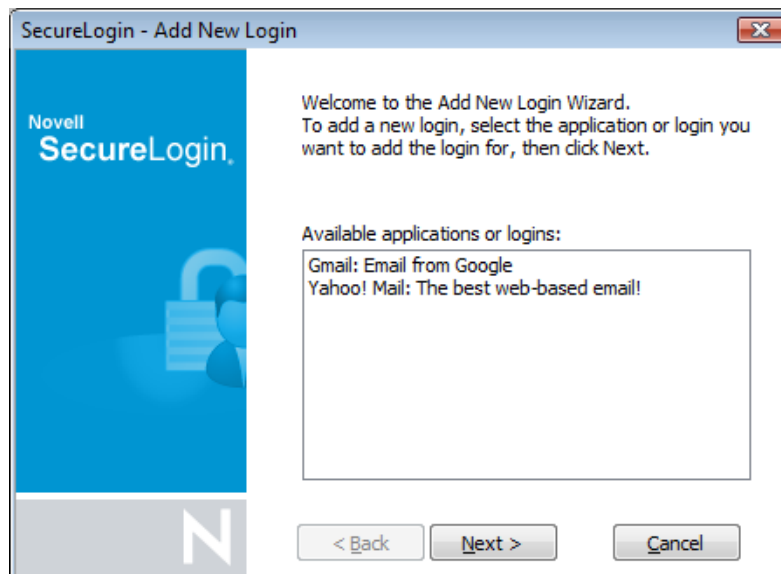 SecureLogin - Add New Login
Novell
SecureLogin®
Welcome to the Add New Login Wizard.
To add a new login, select the application or login you
want to add the login for, then click Next.
Available applications or logins:
Gmail: Email from Google
Yahoo! Mail: The best web-based email!
N
< Back
Next >
Cancel